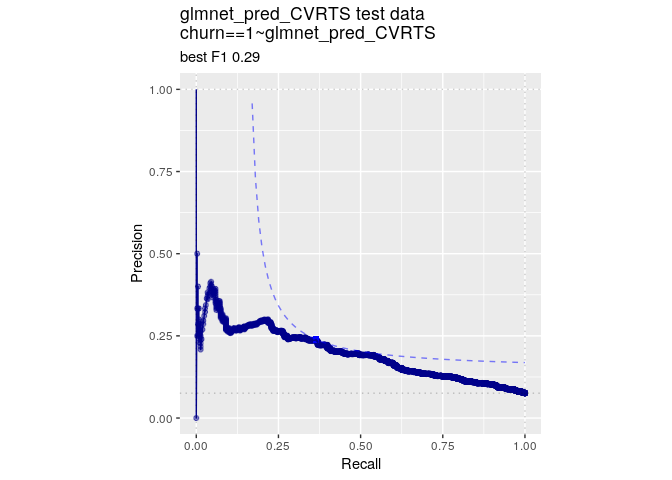 glmnet_pred_CVRTS test data
churn==1~glmnet_pred_CVRTS
best F1 0.29
1.00
0.75
0.50
0.25
0.00
Precision
0.00 0.25 0.50 0.75 1.00
Recall